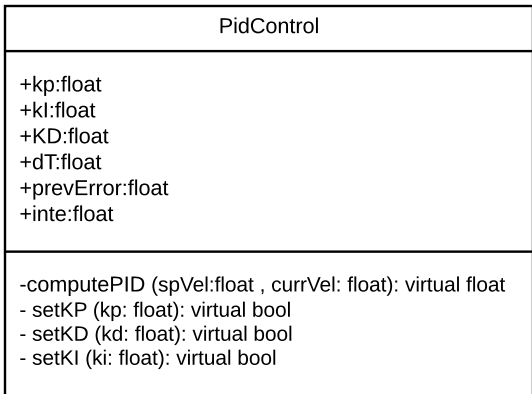 PidControl
+kp:float
+kI:float
+KD:float
+dT:float
+prevError:float
+inte:float
-computePID (spVel:float , currVel: float): virtual float
- setKP (kp: float): virtual bool
- setKD (kd: float): virtual bool
- setKI (ki: float): virtual bool